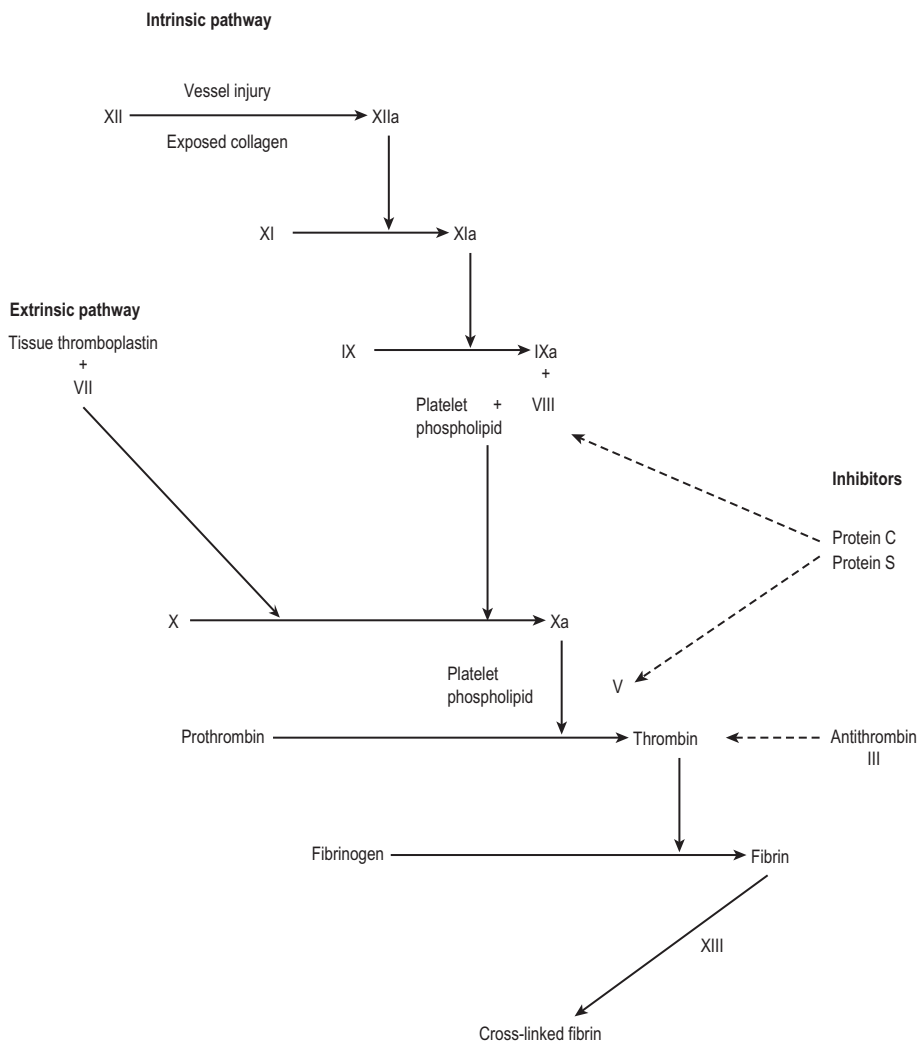 Intrinsic pathway
Vessel injury
XII
XIIa
Exposed collagen
XI
XIa
Extrinsic pathway
Tissue thromboplastin
+
VII
IX
IXa
+
Platelet + VIII
phospholipid
Inhibitors
Protein C
Protein S
X
Xa
Platelet
phospholipid
V
Prothrombin
Thrombin
Antithrombin
III
Fibrinogen
Fibrin
XIII
Cross-linked fibrin